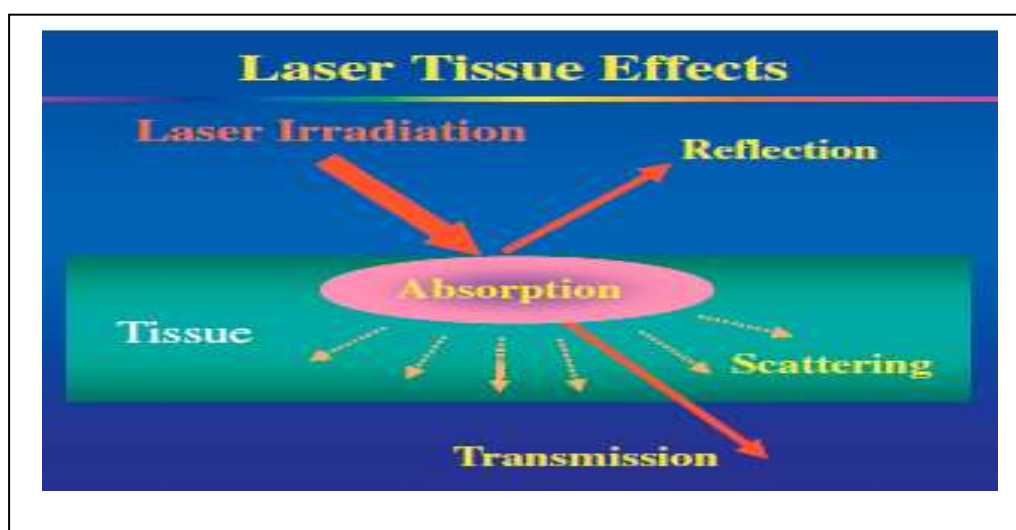 Laser Tissue Effects
Laser Irradiation
Reflection
Absorption
Tissue
Scattering
Transmission